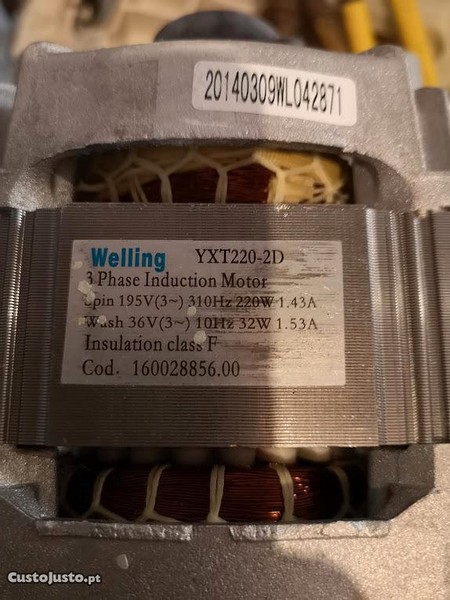 20140309WL042871
Welling YXT220-2D
3 Phase Induction Motor
Spin 195V(3~) 310Hz 220W 1.43A
Wash 36V(3~) 10Hz 32W 1.53A
Insulation class F
Cod. 160028856.00
CustoJusto.pt